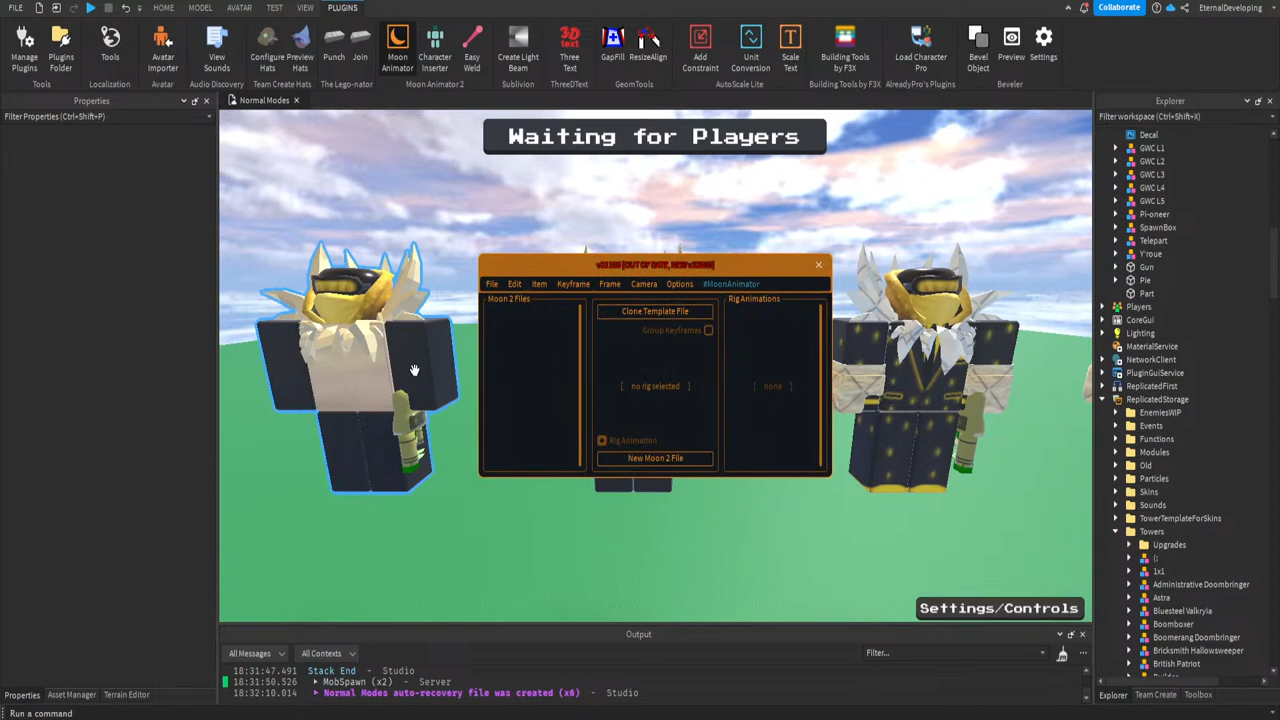 FILE HOME MODEL AVATAR TEST VIEW PLUGINS Collaborate EternalDeveloping
Manage Plugins Plugins Folder Tools Avatar Importer View Sounds Configure Hats Preview Hats Punch Join Moon Animator Character Inserter Easy Weld Create Light Beam Three Text GapFill ResizeAlign Add Constraint Unit Conversion Scale Text Building Tools by F3X Load Character Pro Bevel Object Preview Settings
Tools Localization Avatar Audio Discovery Team Create Hats The Lego-nator Moon Animator 2 Sublivion ThreeDText GeomTools AutoScale Lite Building Tools by F3X AlreadyPro's Plugins Beveler
Properties
Filter Properties (Ctrl+Shift+P)
Normal Modes
Waiting for Players
File Edit Item Keyframe Frame Camera Options #MoonAnimator
Moon 2 Files
Clone Template File
Group Keyframes
[ no rig selected ]
Rig Animation
New Moon 2 File
Rig Animations
[ none ]
Settings/Controls
Output
All Messages All Contexts Filter...
18:31:47.491 Stack End - Studio
18:31:50.526 MobSpawn (x2) - Server
18:32:10.014 Normal Modes auto-recovery file was created (x6) - Studio
Explorer
Filter workspace (Ctrl+Shift+X)
Decal
GWC L1
GWC L2
GWC L3
GWC L4
GWC L5
Pi-oneer
SpawnBox
Telepart
Y'roue
Gun
Pie
Part
Players
CoreGui
Lighting
MaterialService
NetworkClient
PluginGuiService
ReplicatedFirst
ReplicatedStorage
EnemiesWIP
Events
Functions
Modules
Old
Particles
Skins
Sounds
TowerTemplateForSkins
Towers
Upgrades
(:
1x1
Administrative Doombringer
Astra
Bluesteel Valkryia
Boomboxer
Boomerang Doombringer
Bricksmith Hallowsweeper
British Patriot
Properties Asset Manager Terrain Editor
Explorer Team Create Toolbox
Run a command